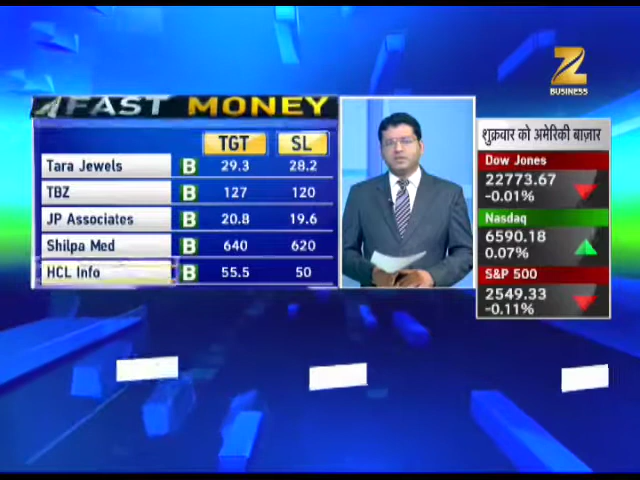 Z
BUSINESS
FAST MONEY
TGT SL
Tara Jewels B 29.3 28.2
TBZ B 127 120
JP Associates B 20.8 19.6
Shilpa Med B 640 620
HCL Info B 55.5 50
शुक्रवार को अमेरिकी बाज़ार
Dow Jones
22773.67
-0.01%
Nasdaq
6590.18
0.07%
S&P 500
2549.33
-0.11%